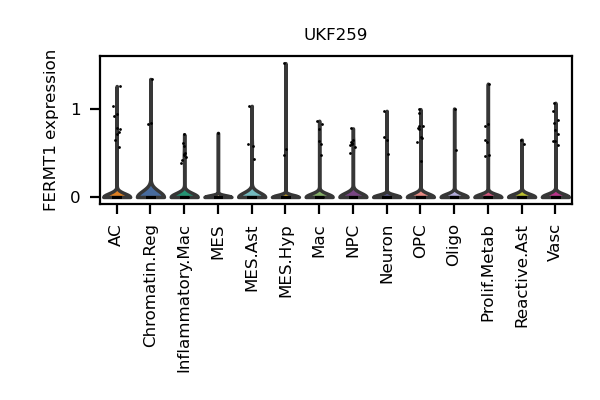 UKF259
FERMT1 expression
1
0
AC
Chromatin.Reg
Inflammatory.Mac
MES
MES.Ast
MES.Hyp
Mac
NPC
Neuron
OPC
Oligo
Prolif.Metab
Reactive.Ast
Vasc